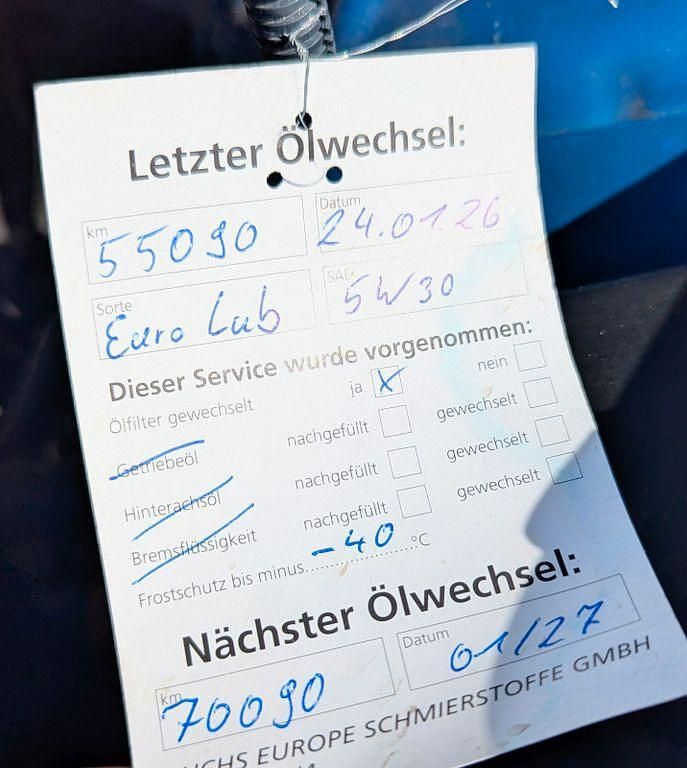 Letzter Ölwechsel:
km 55090 Datum 24.01.26
Sorte Euro Lub SAE 5W30
Dieser Service wurde vorgenommen:
Ölfilter gewechselt ja X nein
Getriebeöl nachgefüllt gewechselt
Hinterachsöl nachgefüllt gewechselt
Bremsflüssigkeit nachgefüllt gewechselt
Frostschutz bis minus -40 °C
Nächster Ölwechsel:
km 70090 Datum 01/27
UCHS EUROPE SCHMIERSTOFFE GMBH